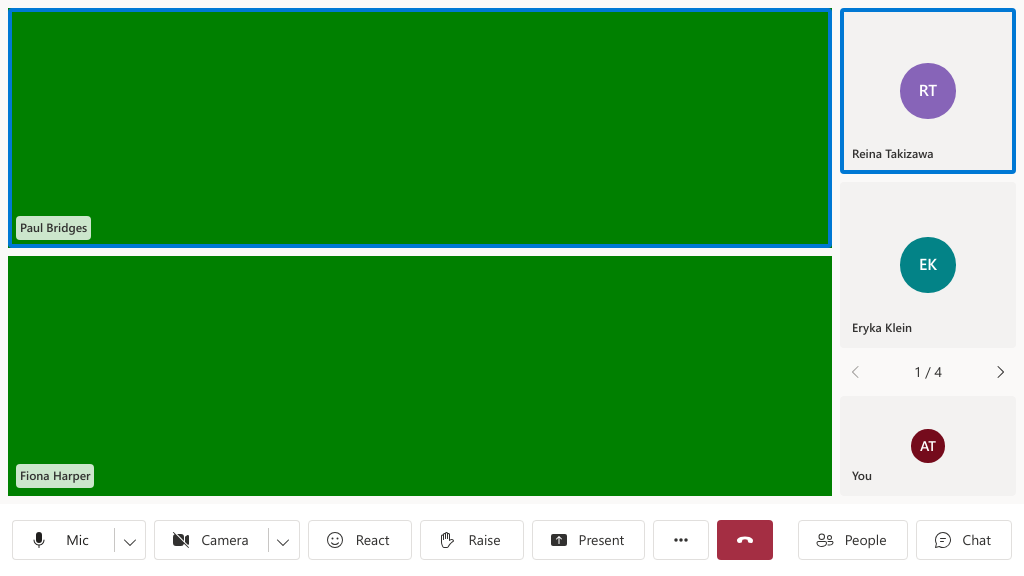 Paul Bridges
Fiona Harper
RT
Reina Takizawa
EK
Eryka Klein
1 / 4
AT
You
Mic
Camera
React
Raise
Present
People
Chat